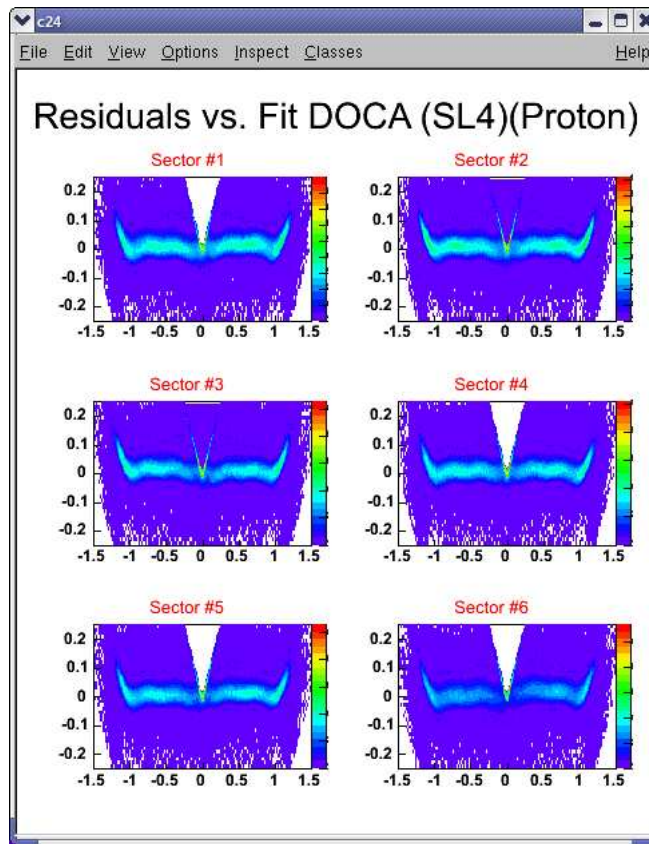 c24
File Edit View Options Inspect Classes Help
Residuals vs. Fit DOCA (SL4)(Proton)
Sector #1
0.2
0.1
0
-0.1
-0.2
-1.5 -1 -0.5 0 0.5 1 1.5
Sector #2
0.2
0.1
0
-0.1
-0.2
-1.5 -1 -0.5 0 0.5 1 1.5
Sector #3
0.2
0.1
0
-0.1
-0.2
-1.5 -1 -0.5 0 0.5 1 1.5
Sector #4
0.2
0.1
0
-0.1
-0.2
-1.5 -1 -0.5 0 0.5 1 1.5
Sector #5
0.2
0.1
0
-0.1
-0.2
-1.5 -1 -0.5 0 0.5 1 1.5
Sector #6
0.2
0.1
0
-0.1
-0.2
-1.5 -1 -0.5 0 0.5 1 1.5